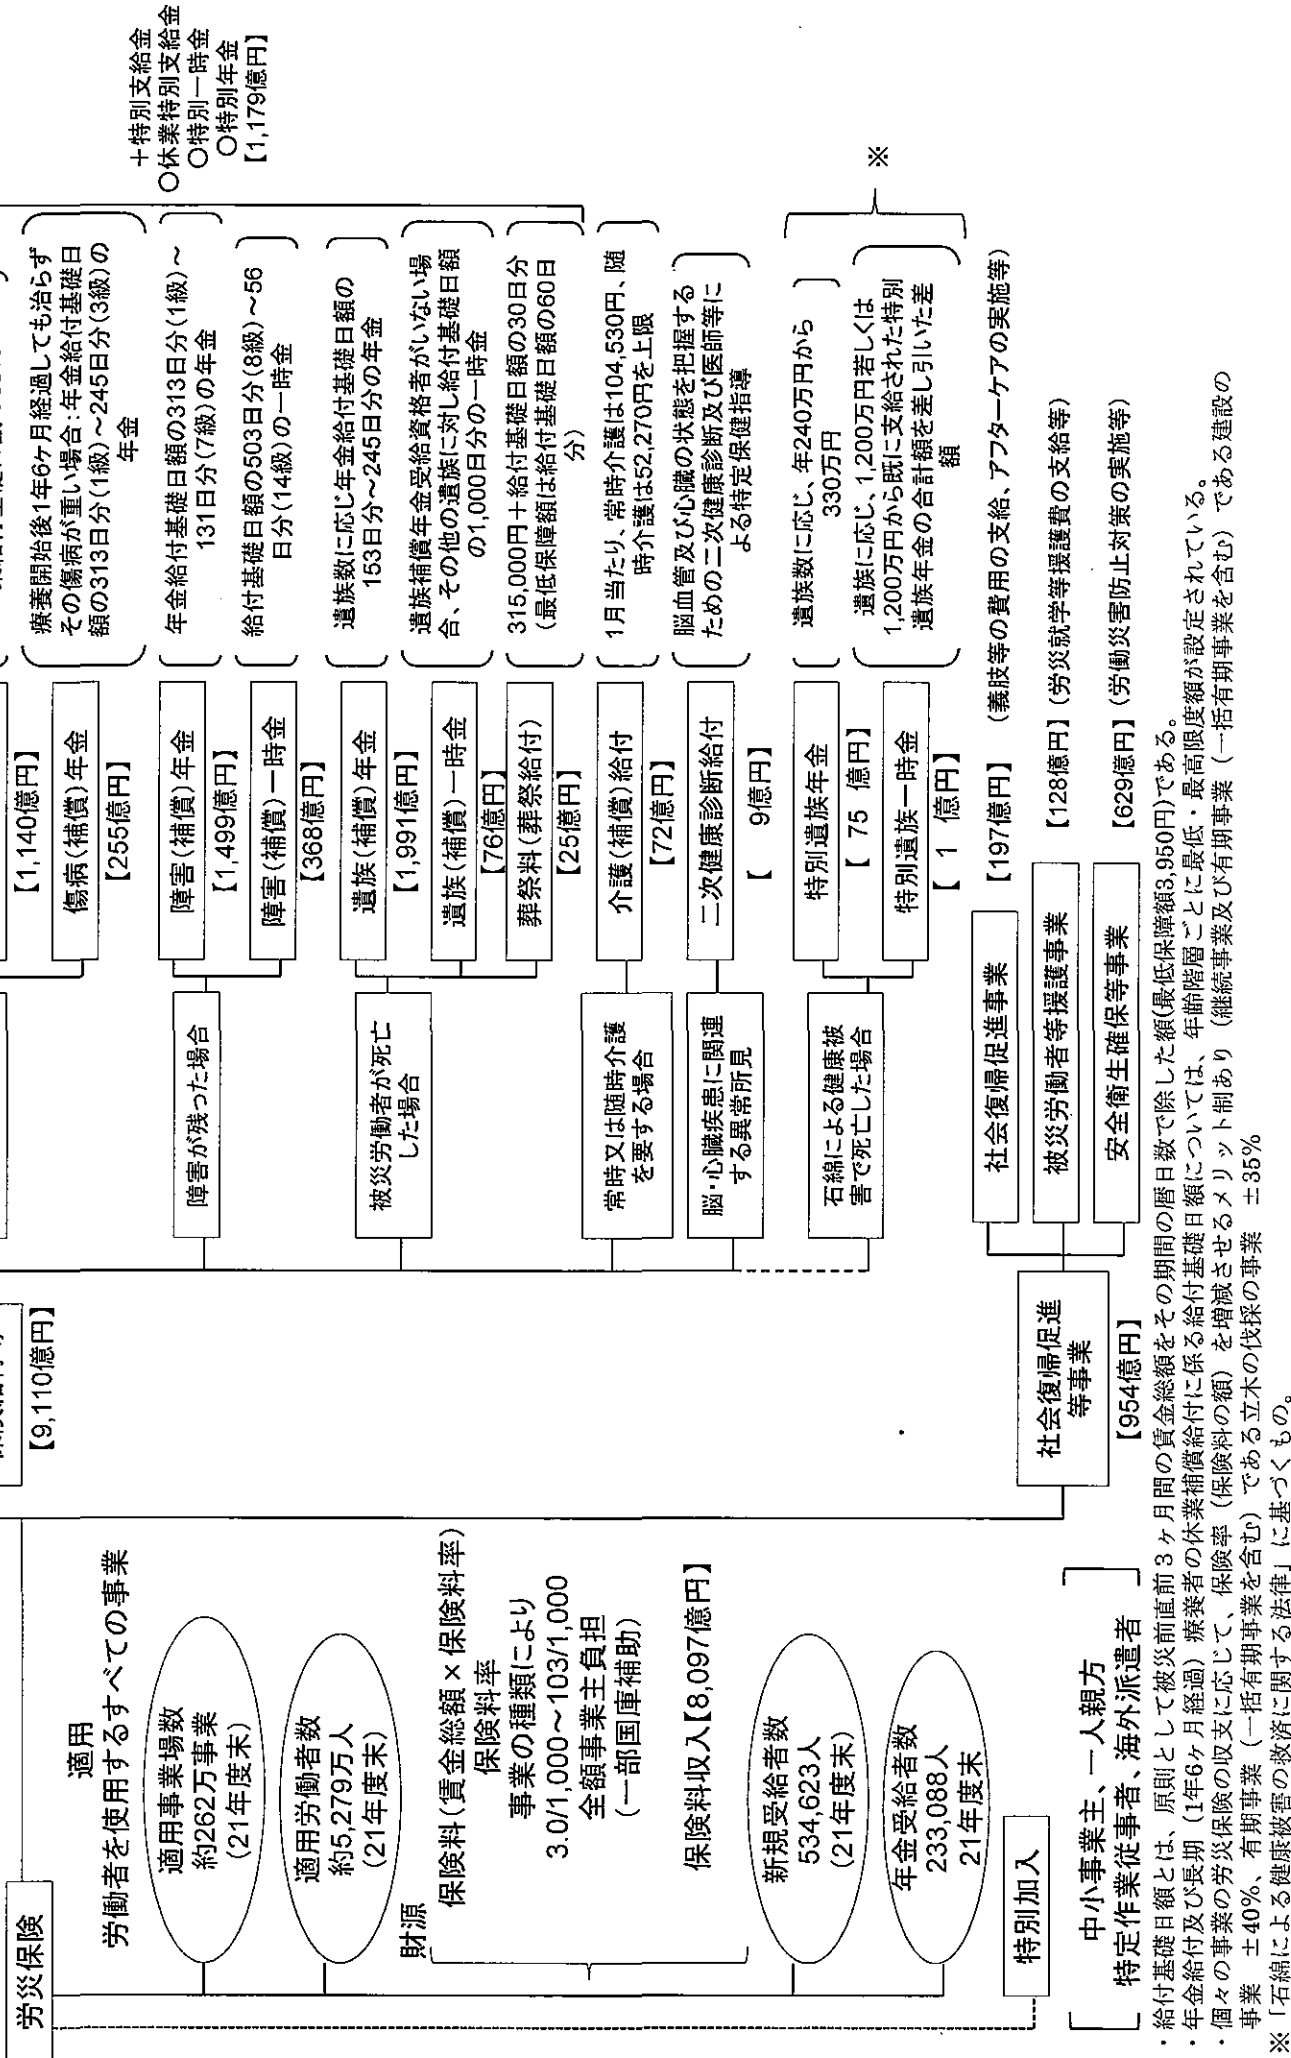 労災保険
適用
労働者を使用するすべての事業
適用事業場数
約262万事業
(21年度末)
適用労働者数
約5,279万人
(21年度末)
財源
保険料(賃金総額×保険料率)
保険料率
事業の種類により
3.0/1,000～103/1,000
全額事業主負担
(一部国庫補助)
保険料収入【8,097億円】
新規受給者数
534,623人
(21年度末)
年金受給者数
233,088人
21年度末
特別加入
中小事業主、一人親方
特定作業従事者、海外派遣者
【9,110億円】
【1,140億円】
傷病(補償)年金
【255億円】
療養開始後1年6ヶ月経過しても治らず
その傷病が重い場合:年金給付基礎日
額の313日分(1級)～245日分(3級)の
年金
障害が残った場合
障害(補償)年金
【1,499億円】
年金給付基礎日額の313日分(1級)～
131日分(7級)の年金
障害(補償)一時金
【368億円】
給付基礎日額の503日分(8級)～56
日分(14級)の一時金
被災労働者が死亡
した場合
遺族(補償)年金
【1,991億円】
遺族数に応じ年金給付基礎日額の
153日分～245日分の年金
遺族(補償)一時金
【76億円】
遺族補償年金受給資格者がいない場
合、その他の遺族に対し給付基礎日額
の1,000日分の一時金
葬祭料(葬祭給付)
【25億円】
315,000円＋給付基礎日額の30日分
(最低保障額は給付基礎日額の60日
分)
常時又は随時介護
を要する場合
介護(補償)給付
【72億円】
1月当たり、常時介護は104,530円、随
時介護は52,270円を上限
脳・心臓疾患に関連
する異常所見
二次健康診断給付
【 9億円】
脳血管及び心臓の状態を把握する
ための二次健康診断及び医師等に
よる特定保健指導
石綿による健康被
害で死亡した場合
特別遺族年金
【 75 億円】
遺族数に応じ、年240万円から
330万円
特別遺族一時金
【 1 億円】
遺族に応じ、1,200万円若しくは
1,200万円から既に支給された特別
遺族年金の合計額を差し引いた差
額
※
＋特別支給金
○休業特別支給金
○特別一時金
○特別年金
【1,179億円】
社会復帰促進
等事業
【954億円】
社会復帰促進事業
【197億円】
(義肢等の費用の支給、アフターケアの実施等)
被災労働者等援護事業
【128億円】(労災就学等援護費の支給等)
安全衛生確保等事業
【629億円】(労働災害防止対策の実施等)
・給付基礎日額とは、原則として被災前直前3ヶ月間の賃金総額をその期間の暦日数で除した額(最低保障額3,950円)である。
・年金給付及び長期(1年6ヶ月経過)療養者の休業補償給付に係る給付基礎日額については、年齢階層ごとに最低・最高限度額が設定されている。
・個々の事業の労災保険の収支に応じて、保険率(保険料の額)を増減させるメリット制あり(継続事業及び有期事業(一括有期事業を含む)である建設の
事業 ±40%、有期事業(一括有期事業を含む)である立木の伐採の事業 ±35%
※「石綿による健康被害の救済に関する法律」に基づくもの。